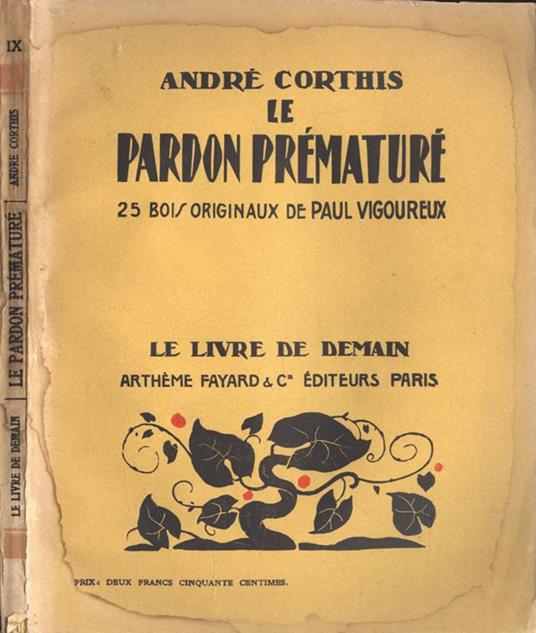 IX
ANDRÉ CORTHIS
LE PARDON PRÉMATURÉ
LE LIVRE DE DEMAIN
ANDRÉ CORTHIS
LE
PARDON PRÉMATURÉ
25 BOIS ORIGINAUX DE PAUL VIGOUREUX
LE LIVRE DE DEMAIN
ARTHÈME FAYARD & Cie ÉDITEURS PARIS
PRIX: DEUX FRANCS CINQUANTE CENTIMES.